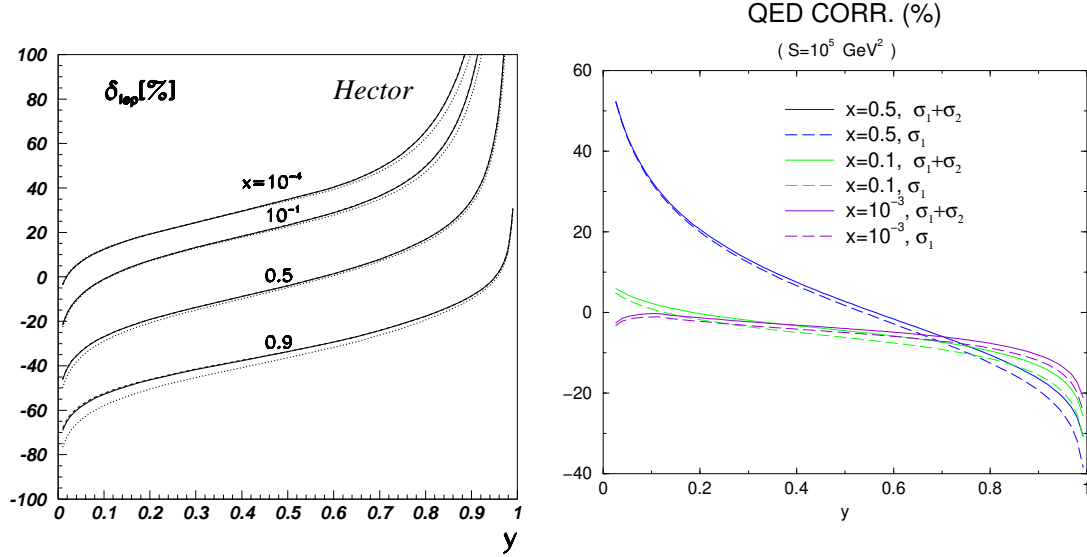 δlep[%]
Hector
100
80
60
40
20
0
-20
-40
-60
-80
-100
x=10⁻⁴
10⁻¹
0.5
0.9
0 0.1 0.2 0.3 0.4 0.5 0.6 0.7 0.8 0.9 1
y
QED CORR. (%)
( S=10⁵ GeV² )
60
40
20
0
−20
−40
x=0.5, σ₁+σ₂
x=0.5, σ₁
x=0.1, σ₁+σ₂
x=0.1, σ₁
x=10⁻³, σ₁+σ₂
x=10⁻³, σ₁
0 0.2 0.4 0.6 0.8 1
y